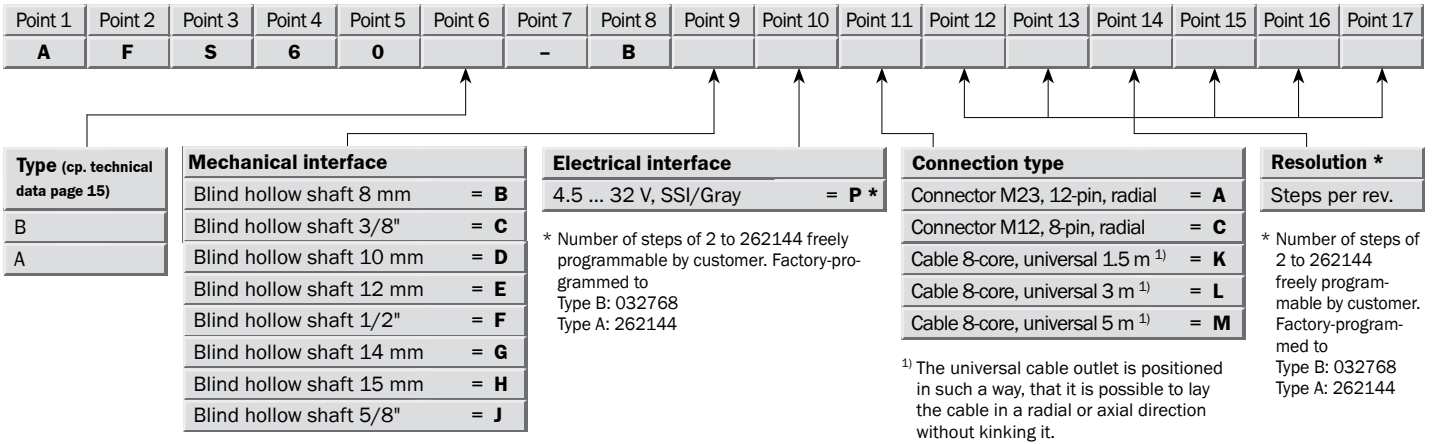 Point 1 Point 2 Point 3 Point 4 Point 5 Point 6 Point 7 Point 8 Point 9 Point 10 Point 11 Point 12 Point 13 Point 14 Point 15 Point 16 Point 17
A F S 6 0 – B
Type (cp. technical
data page 15)
B
A
Mechanical interface
Blind hollow shaft 8 mm = B
Blind hollow shaft 3/8" = C
Blind hollow shaft 10 mm = D
Blind hollow shaft 12 mm = E
Blind hollow shaft 1/2" = F
Blind hollow shaft 14 mm = G
Blind hollow shaft 15 mm = H
Blind hollow shaft 5/8" = J
Electrical interface
4.5 ... 32 V, SSI/Gray = P *
* Number of steps of 2 to 262144 freely
programmable by customer. Factory-pro-
grammed to
Type B: 032768
Type A: 262144
Connection type
Connector M23, 12-pin, radial = A
Connector M12, 8-pin, radial = C
Cable 8-core, universal 1.5 m 1) = K
Cable 8-core, universal 3 m 1) = L
Cable 8-core, universal 5 m 1) = M
1) The universal cable outlet is positioned
in such a way, that it is possible to lay
the cable in a radial or axial direction
without kinking it.
Resolution *
Steps per rev.
* Number of steps of
2 to 262144
freely program-
mable by customer.
Factory-program-
med to
Type B: 032768
Type A: 262144